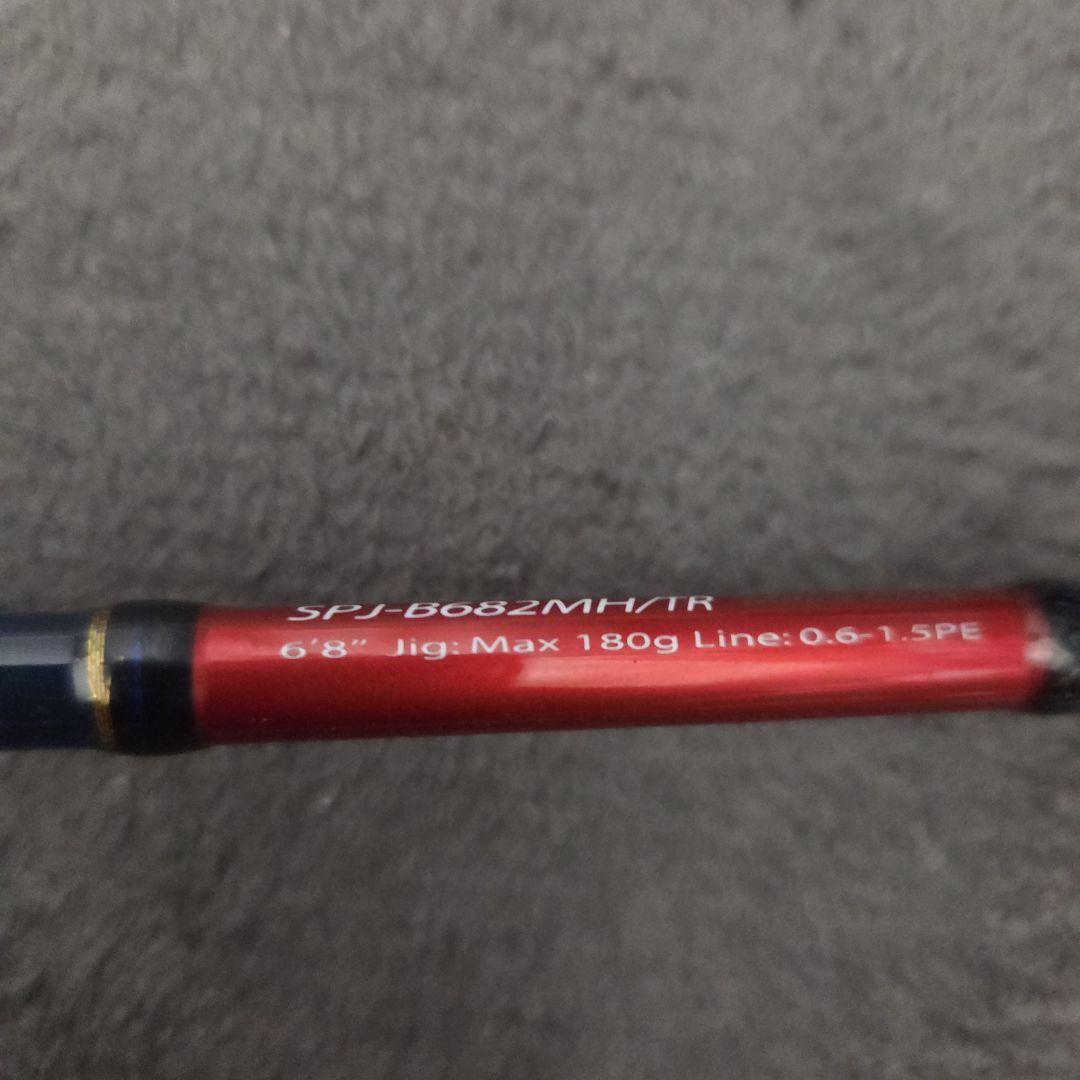 SPJ-B682MH/TR
6'8" Jig: Max 180g Line: 0.6-1.5PE